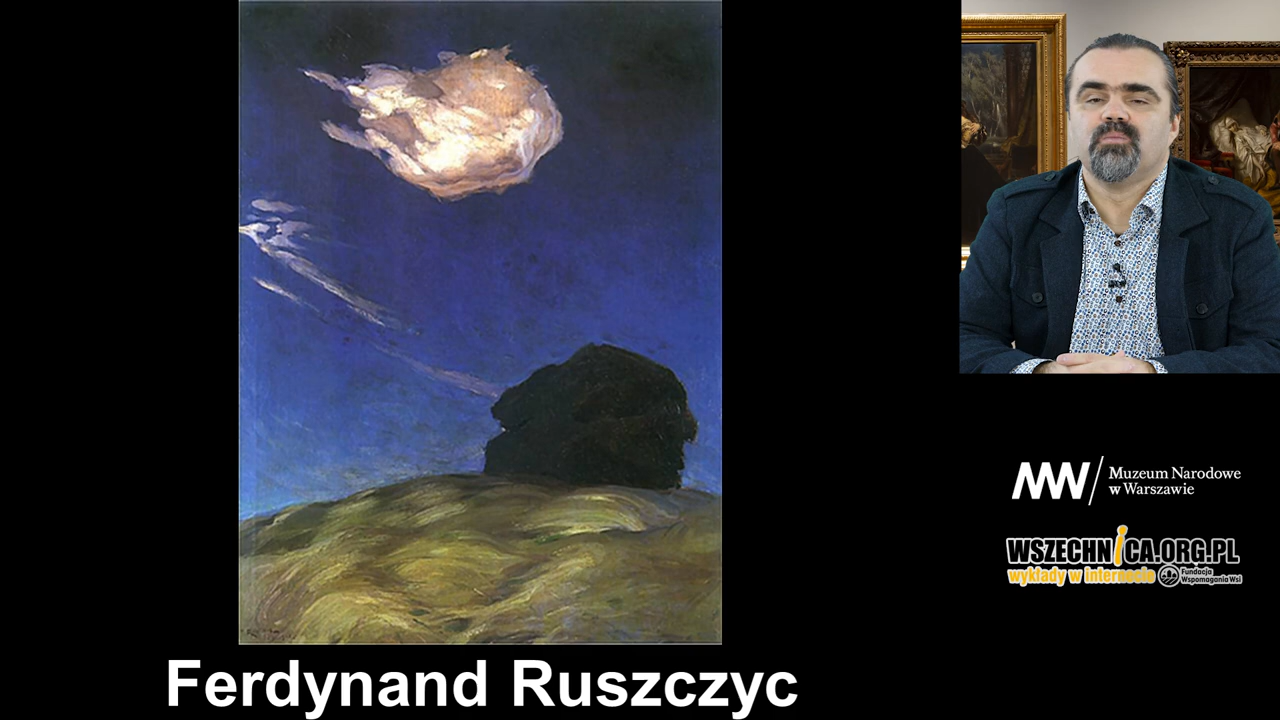 Muzeum Narodowe
w Warszawie
WSZECHNICA.ORG.PL
wykłady w internecie
Fundacja
Wspomagania Wsi
Ferdynand Ruszczyc